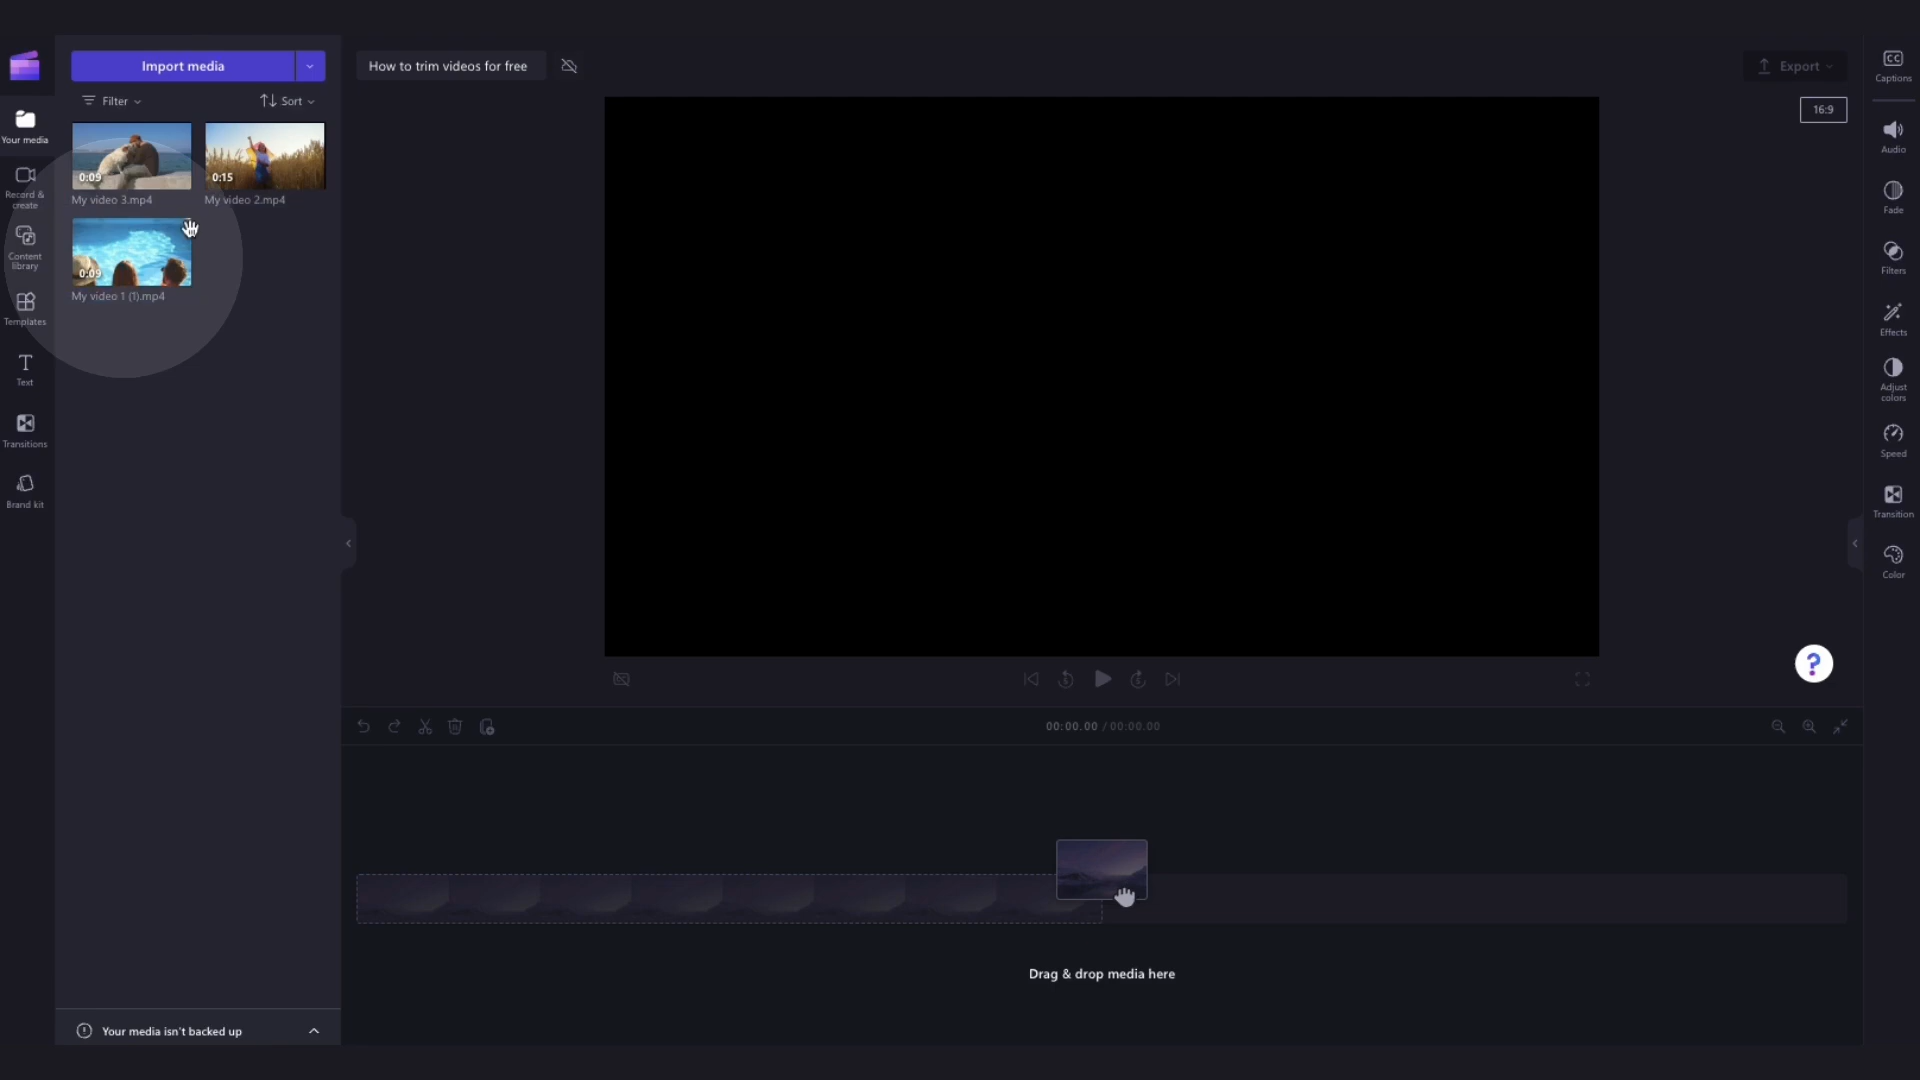 Import media
How to trim videos for free
Export
CC
Captions
Filter
Sort
16:9
Your media
0:09
0:15
My video 3.mp4
My video 2.mp4
Record &
create
Content
library
0:09
My video 1 (1).mp4
Templates
T
Text
Transitions
Brand kit
Audio
Fade
Filters
Effects
Adjust
colors
Speed
Transition
Color
?
5
5
00:00.00 / 00:00.00
Drag & drop media here
Your media isn't backed up